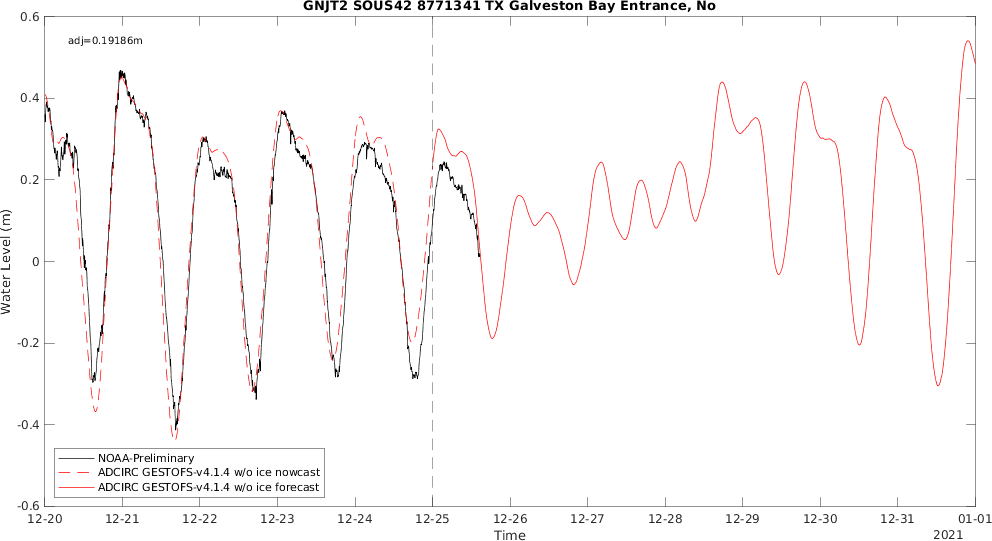 GNJT2 SOUS42 8771341 TX Galveston Bay Entrance, No
adj=0.19186m
0.6
0.4
0.2
0
-0.2
-0.4
-0.6
Water Level (m)
NOAA-Preliminary
ADCIRC GESTOFS-v4.1.4 w/o ice nowcast
ADCIRC GESTOFS-v4.1.4 w/o ice forecast
12-20 12-21 12-22 12-23 12-24 12-25 12-26 12-27 12-28 12-29 12-30 12-31 01-01
Time
2021